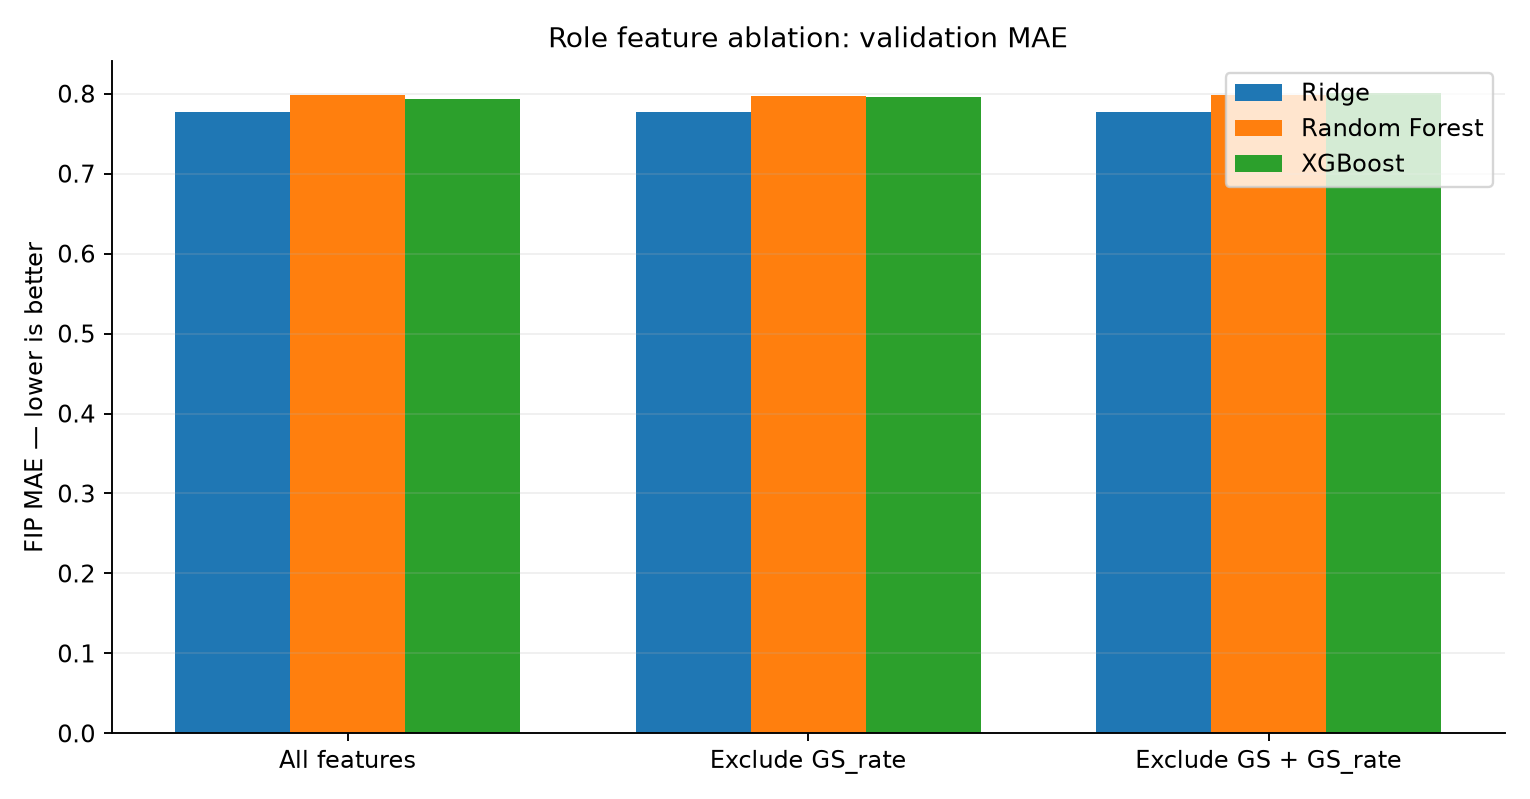 Role feature ablation: validation MAE
FIP MAE — lower is better
0.8
0.7
0.6
0.5
0.4
0.3
0.2
0.1
0.0
Ridge
Random Forest
XGBoost
All features
Exclude GS_rate
Exclude GS + GS_rate